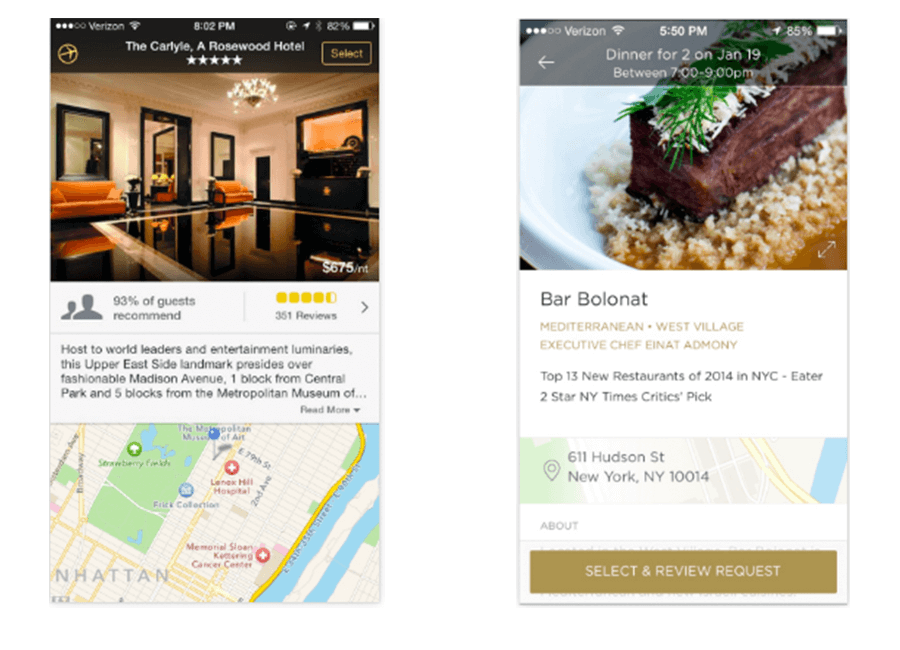 Verizon 8:02 PM 82%
The Carlyle, A Rosewood Hotel
Select
$675/nt
93% of guests
recommend
351 Reviews
Host to world leaders and entertainment luminaries,
this Upper East Side landmark presides over
fashionable Madison Avenue, 1 block from Central
Park and 5 blocks from the Metropolitan Museum of...
Read More
The Metropolitan
Museum of Art
Strawberry Fields
E 79th St
Broadway
Lenox Hill
Hospital
2nd Ave
Frick Collection
Memorial Sloan
Kettering
Cancer Center
NHATTAN
Verizon 5:50 PM 85%
Dinner for 2 on Jan 19
Between 7:00-9:00pm
Bar Bolonat
MEDITERRANEAN • WEST VILLAGE
EXECUTIVE CHEF EINAT ADMONY
Top 13 New Restaurants of 2014 in NYC - Eater
2 Star NY Times Critics' Pick
611 Hudson St
New York, NY 10014
ABOUT
SELECT & REVIEW REQUEST